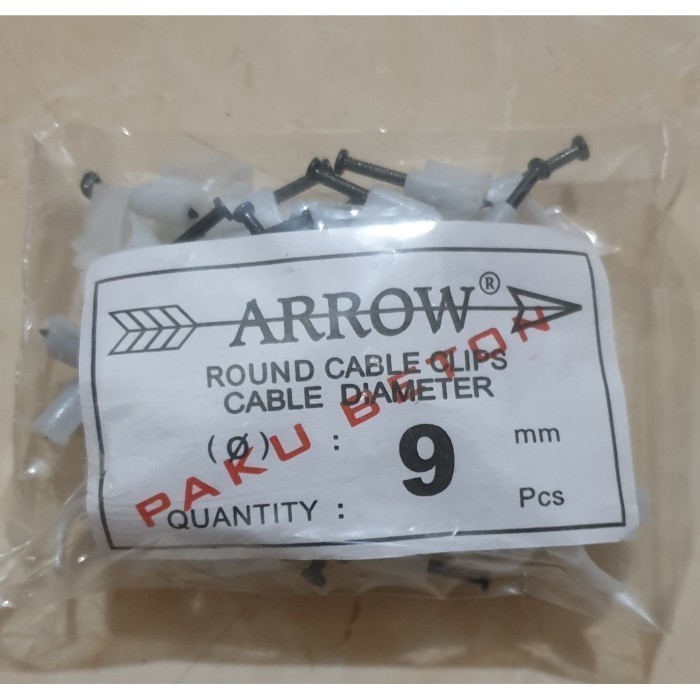 ARROW®
ROUND CABLE CLIPS
CABLE DIAMETER
(Ø) : 9 mm
PAKU BETON
QUANTITY : Pcs